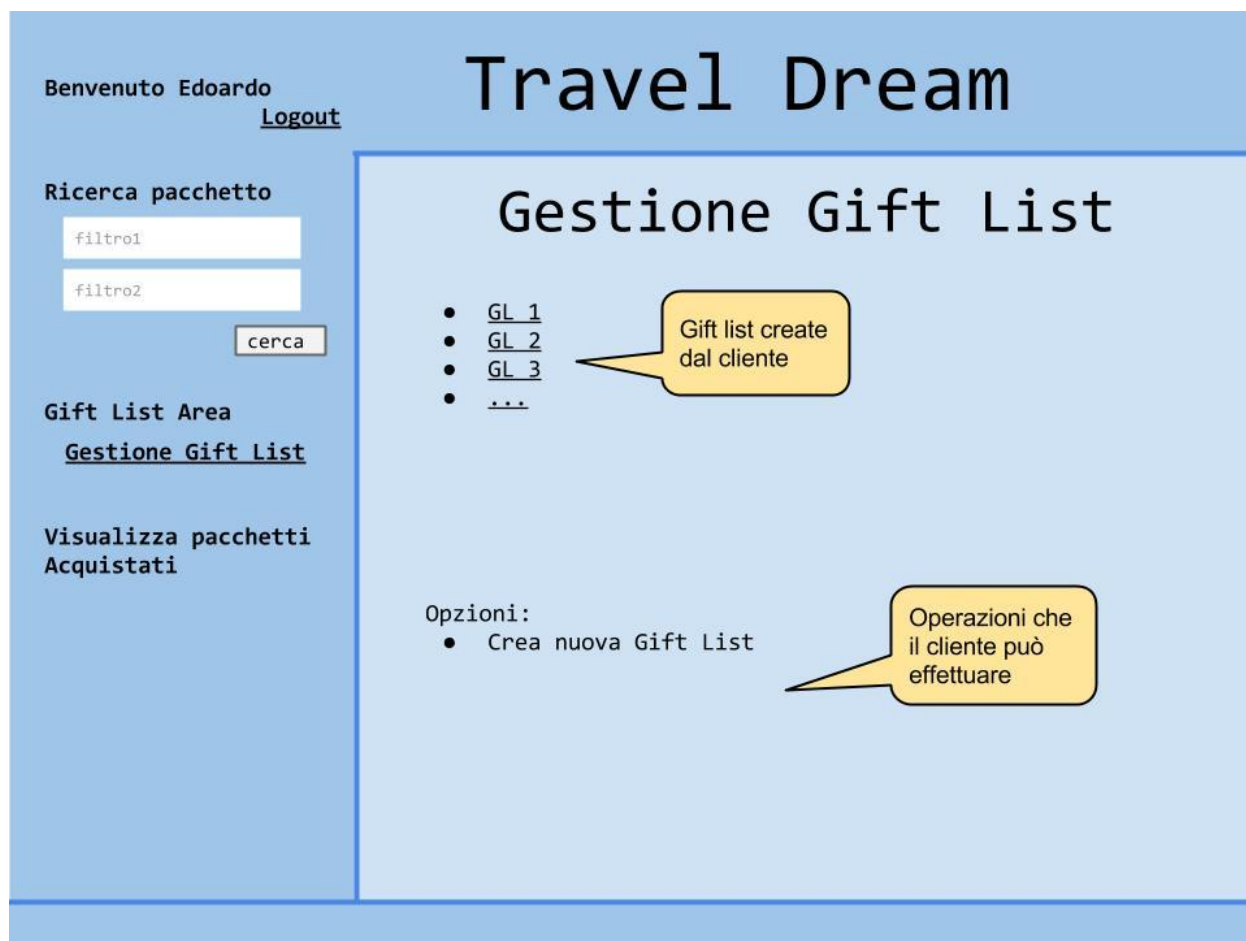 Travel Dream
Benvenuto Edoardo
Logout
Ricerca pacchetto
filtro1
filtro2
cerca
Gift List Area
Gestione Gift List
Visualizza pacchetti
Acquistati
Gestione Gift List
● GL 1
● GL 2
● GL 3
● ...
Gift list create
dal cliente
Opzioni:
● Crea nuova Gift List
Operazioni che
il cliente può
effettuare